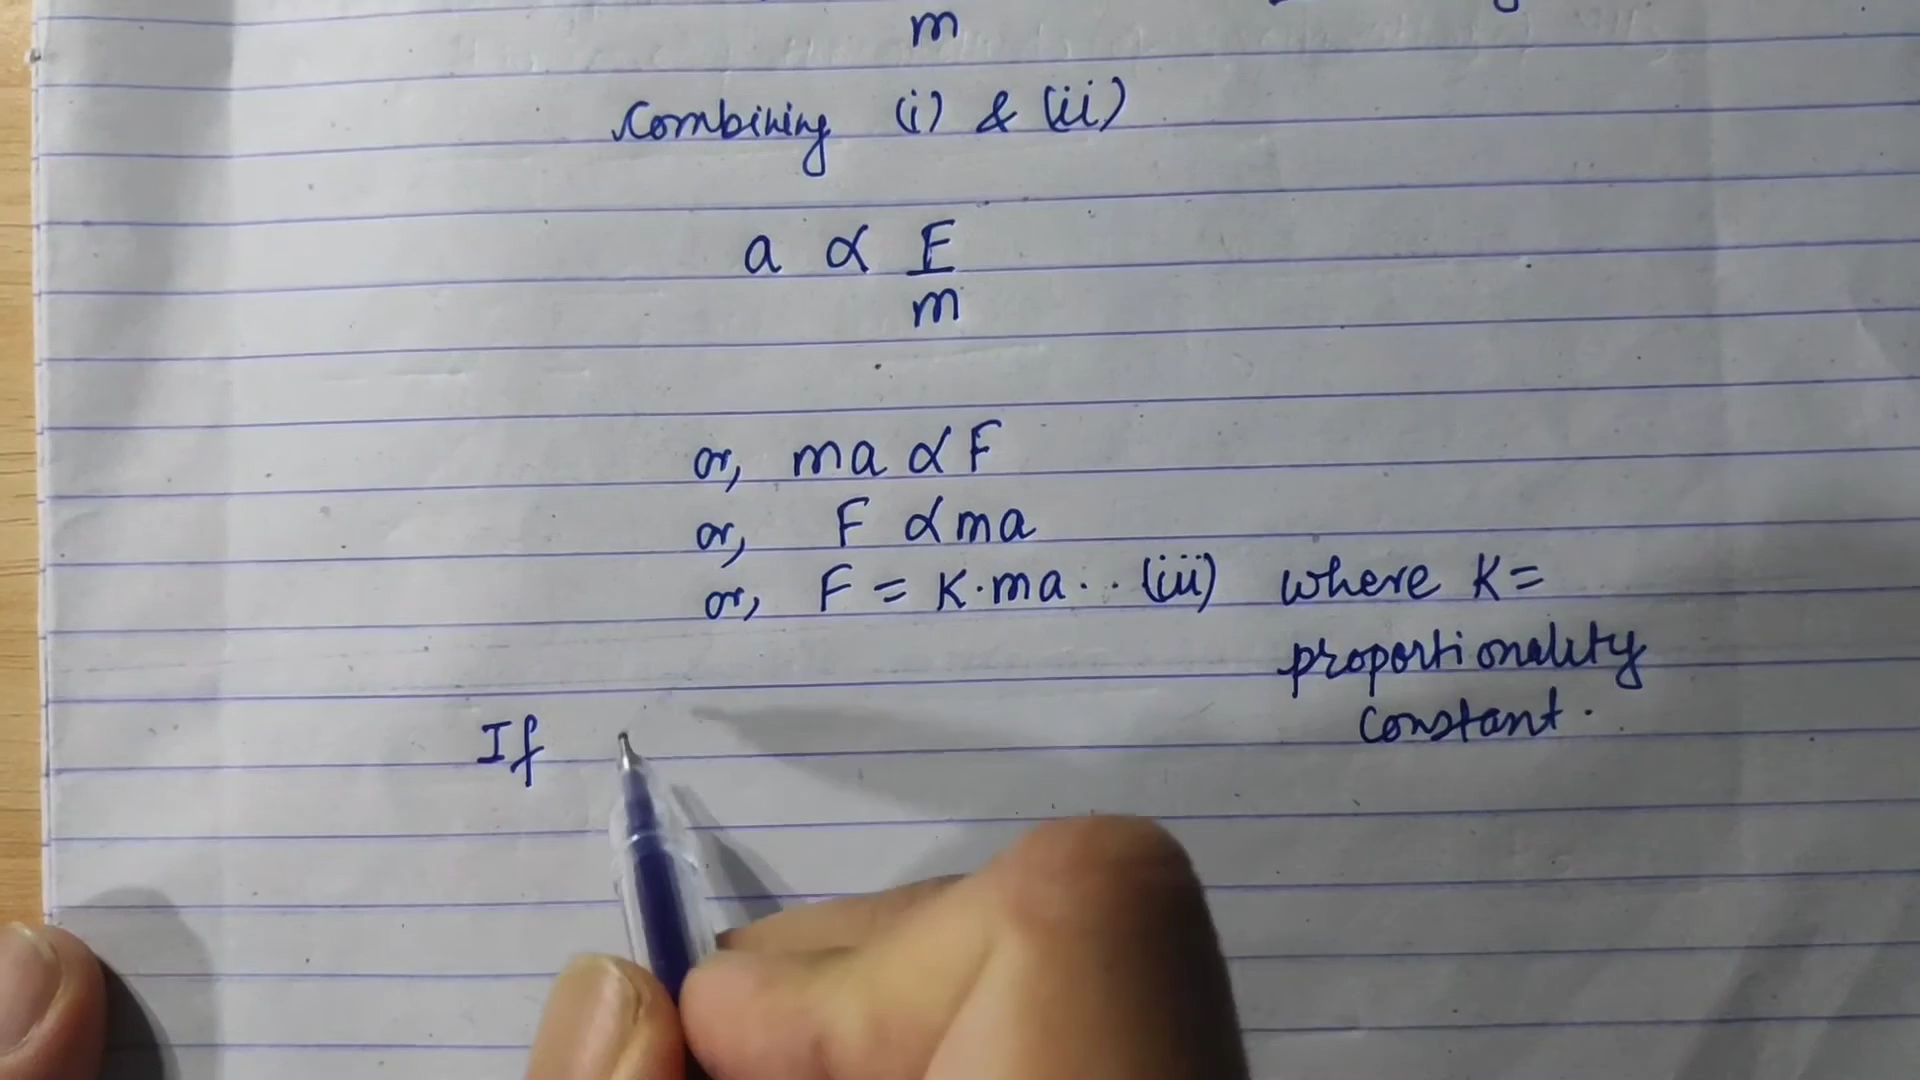 m
Combining (i) & (ii)
a ∝ F
m
or, ma ∝ F
or, F ∝ ma
or, F = K.ma... (iii) where K=
proportionality
constant.
If